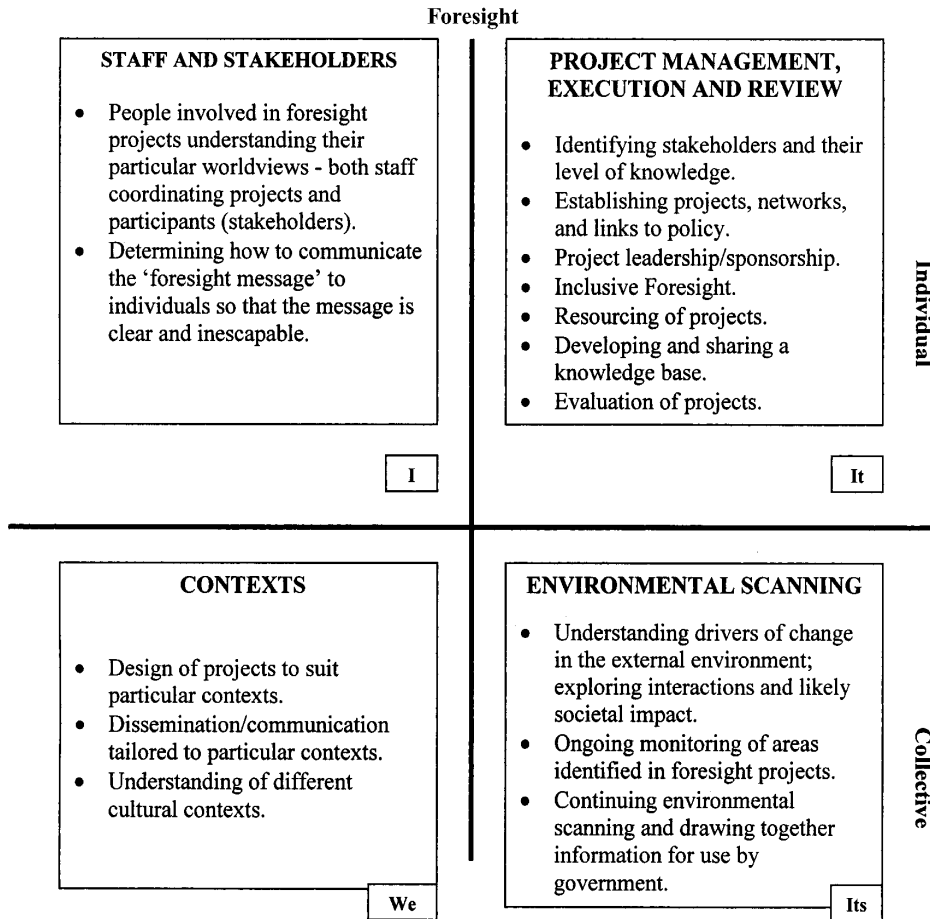 Foresight
STAFF AND STAKEHOLDERS
• People involved in foresight
projects understanding their
particular worldviews - both staff
coordinating projects and
participants (stakeholders).
• Determining how to communicate
the ‘foresight message’ to
individuals so that the message is
clear and inescapable.
I
PROJECT MANAGEMENT,
EXECUTION AND REVIEW
• Identifying stakeholders and their
level of knowledge.
• Establishing projects, networks,
and links to policy.
• Project leadership/sponsorship.
• Inclusive Foresight.
• Resourcing of projects.
• Developing and sharing a
knowledge base.
• Evaluation of projects.
It
Individual
CONTEXTS
• Design of projects to suit
particular contexts.
• Dissemination/communication
tailored to particular contexts.
• Understanding of different
cultural contexts.
We
ENVIRONMENTAL SCANNING
• Understanding drivers of change
in the external environment;
exploring interactions and likely
societal impact.
• Ongoing monitoring of areas
identified in foresight projects.
• Continuing environmental
scanning and drawing together
information for use by
government.
Its
Collective